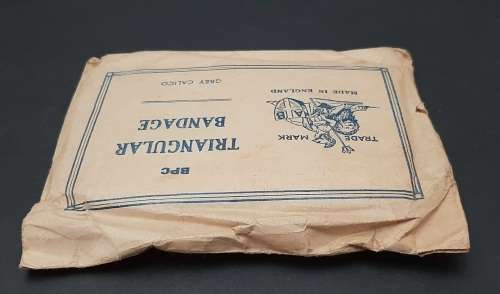 BPC
TRIANGULAR
BANDAGE
GREY CALICO
TRADE MARK
MADE IN ENGLAND